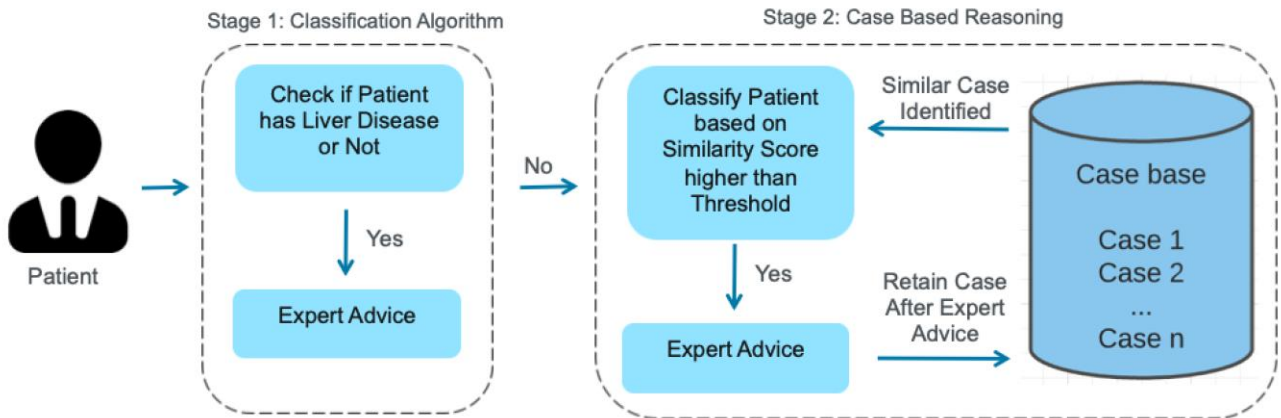 Stage 1: Classification Algorithm
Check if Patient
has Liver Disease
or Not
Yes
Expert Advice
Patient
No
Stage 2: Case Based Reasoning
Classify Patient
based on
Similarity Score
higher than
Threshold
Yes
Expert Advice
Similar Case
Identified
Retain Case
After Expert
Advice
Case base
Case 1
Case 2
...
Case n